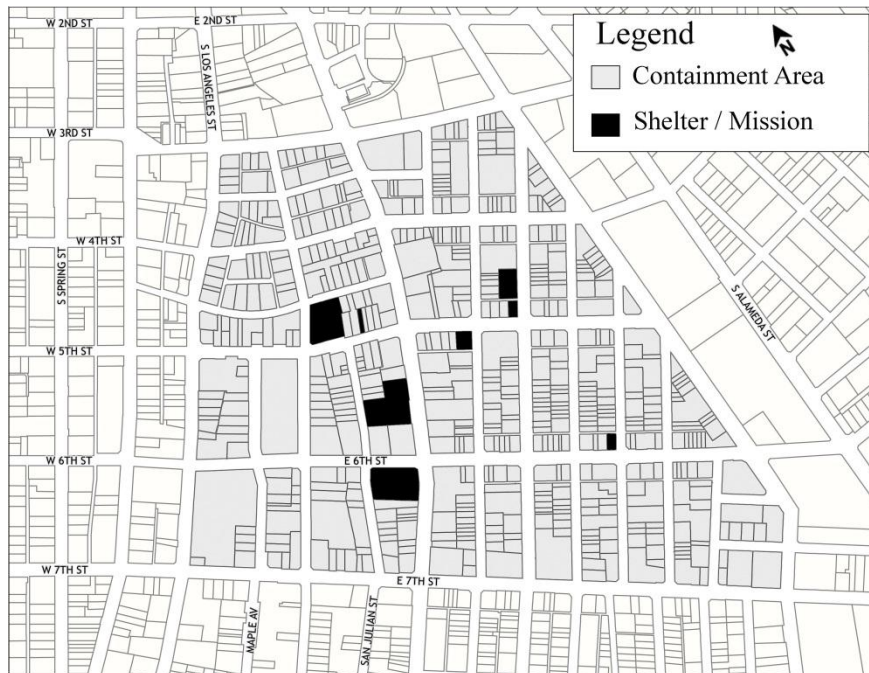 W 2ND ST
E 2ND ST
S LOS ANGELES ST
Legend
N
Containment Area
Shelter / Mission
W 3RD ST
W 4TH ST
S SPRING ST
S ALAMEDA ST
W 5TH ST
W 6TH ST
E 6TH ST
W 7TH ST
E 7TH ST
MAPLE AV
SAN JULIAN ST